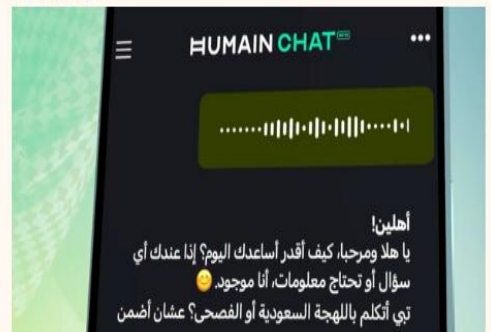 HUMAIN CHAT BETA
أهلين!
يا هلا ومرحبا، كيف أقدر أساعدك اليوم؟ إذا عندك أي
سؤال أو تحتاج معلومات، أنا موجود. 😊
تبي أتكلم باللهجة السعودية أو الفصحى؟ عشان أضمن